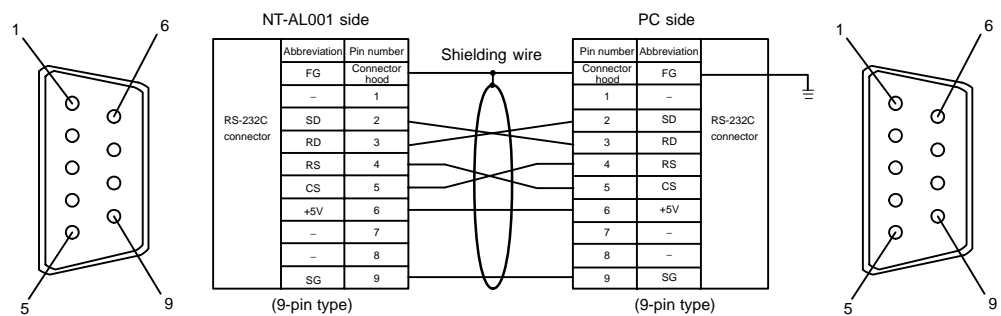 NT-AL001 side
PC side
1
6
5
9
Shielding wire
RS-232C
connector
Abbreviation Pin number
FG Connector
hood
– 1
SD 2
RD 3
RS 4
CS 5
+5V 6
– 7
– 8
SG 9
(9-pin type)
Pin number Abbreviation
Connector
hood FG
1 –
2 SD
3 RD
4 RS
5 CS
6 +5V
7 –
8 –
9 SG
RS-232C
connector
(9-pin type)
1
6
5
9